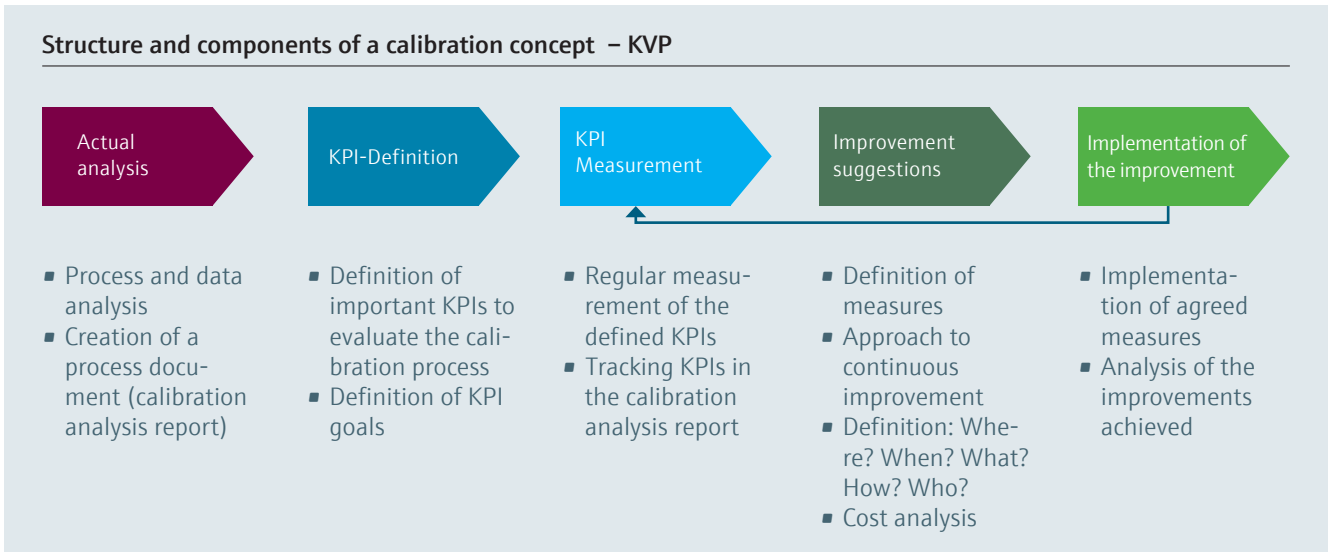 Structure and components of a calibration concept – KVP
Actual
analysis
KPI-Definition
KPI
Measurement
Improvement
suggestions
Implementation of
the improvement
▪ Process and data
analysis
▪ Creation of a
process docu-
ment (calibration
analysis report)
▪ Definition of
important KPIs to
evaluate the cali-
bration process
▪ Definition of KPI
goals
▪ Regular measu-
rement of the
defined KPIs
▪ Tracking KPIs in
the calibration
analysis report
▪ Definition of
measures
▪ Approach to
continuous
improvement
▪ Definition: Whe-
re? When? What?
How? Who?
▪ Cost analysis
▪ Implementa-
tion of agreed
measures
▪ Analysis of the
improvements
achieved